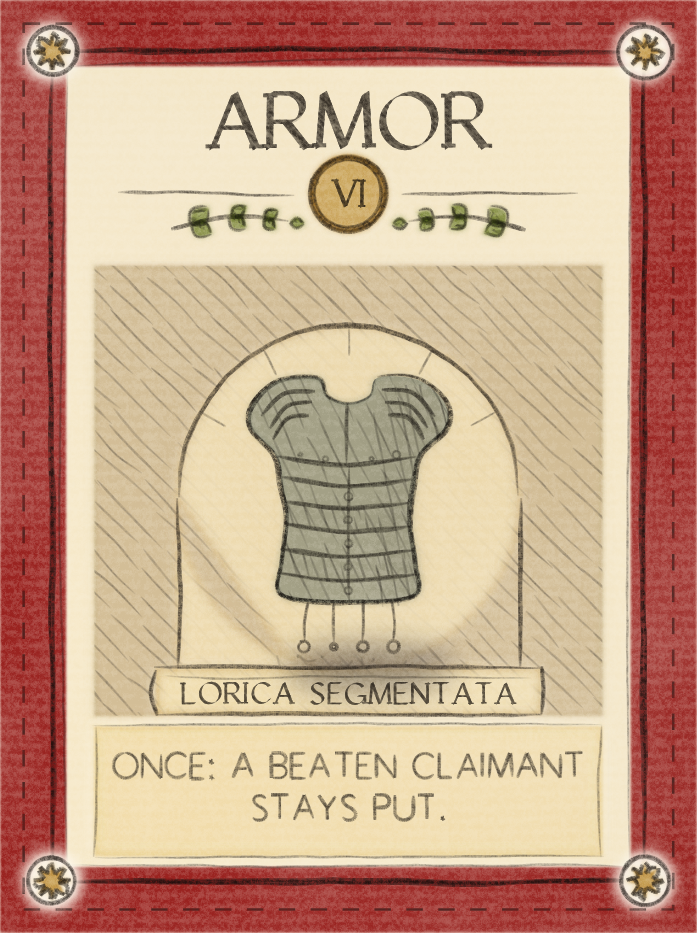 ARMOR
VI
LORICA SEGMENTATA
ONCE: A BEATEN CLAIMANT
STAYS PUT.